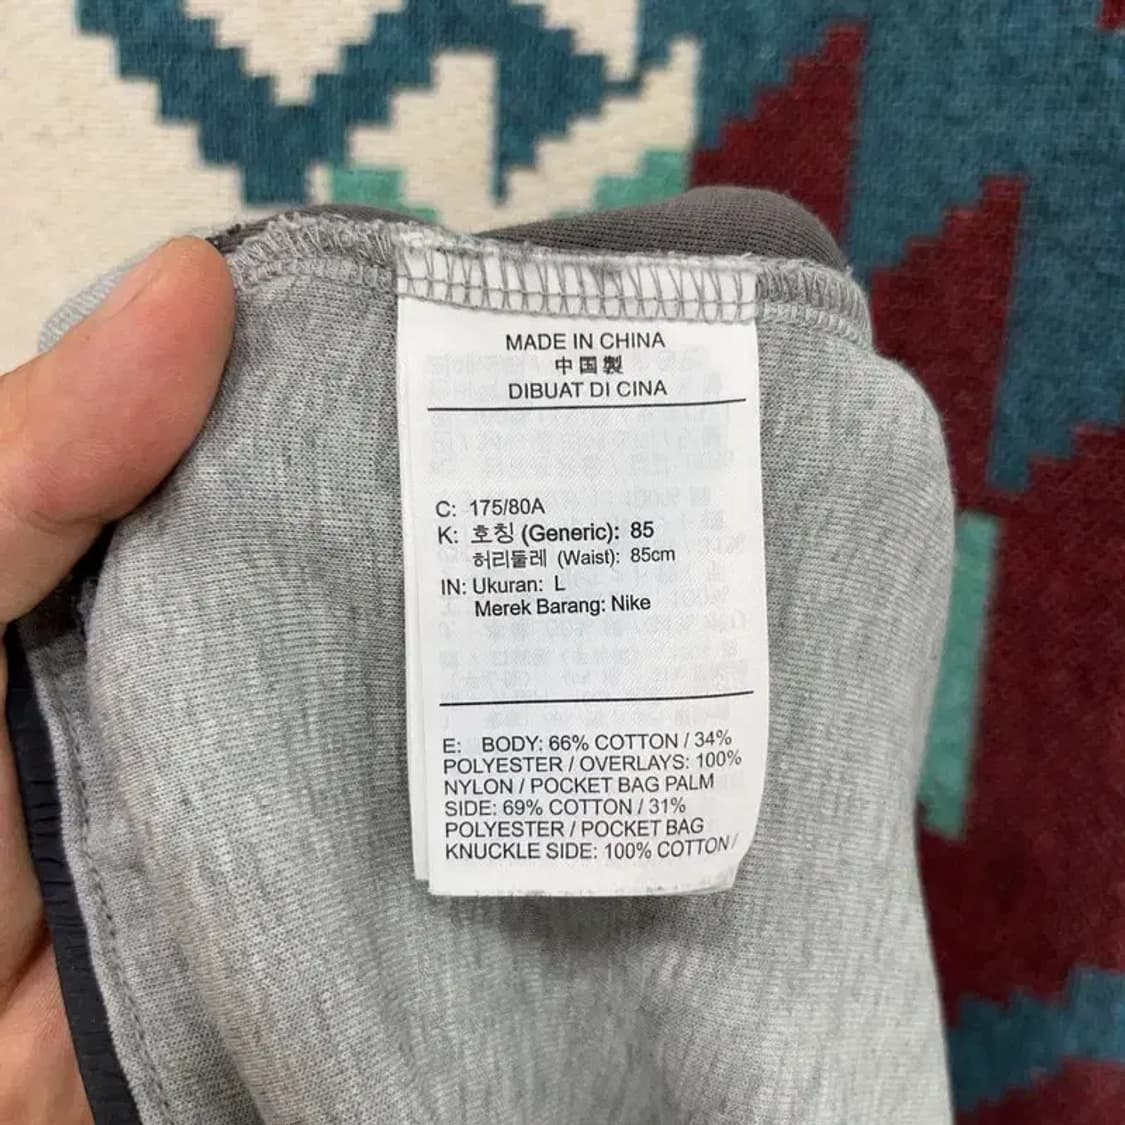 MADE IN CHINA
中国製
DIBUAT DI CINA
C: 175/80A
K: 호칭 (Generic): 85
허리둘레 (Waist): 85cm
IN: Ukuran: L
Merek Barang: Nike
E: BODY: 66% COTTON / 34%
POLYESTER / OVERLAYS: 100%
NYLON / POCKET BAG PALM
SIDE: 69% COTTON / 31%
POLYESTER / POCKET BAG
KNUCKLE SIDE: 100% COTTON /